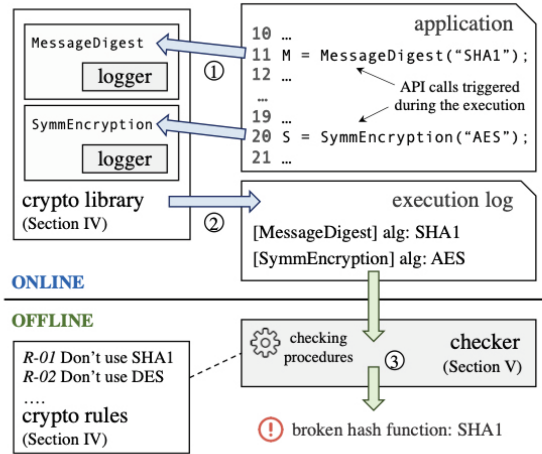 MessageDigest
logger
SymmEncryption
logger
crypto library
(Section IV)
①
②
application
10 …
11 M = MessageDigest(“SHA1”);
12 …
…
19 …
20 S = SymmEncryption(“AES”);
21 …
API calls triggered
during the execution
execution log
[MessageDigest] alg: SHA1
[SymmEncryption] alg: AES
ONLINE
OFFLINE
R-01 Don’t use SHA1
R-02 Don’t use DES
....
crypto rules
(Section IV)
checking
procedures
③
checker
(Section V)
! broken hash function: SHA1